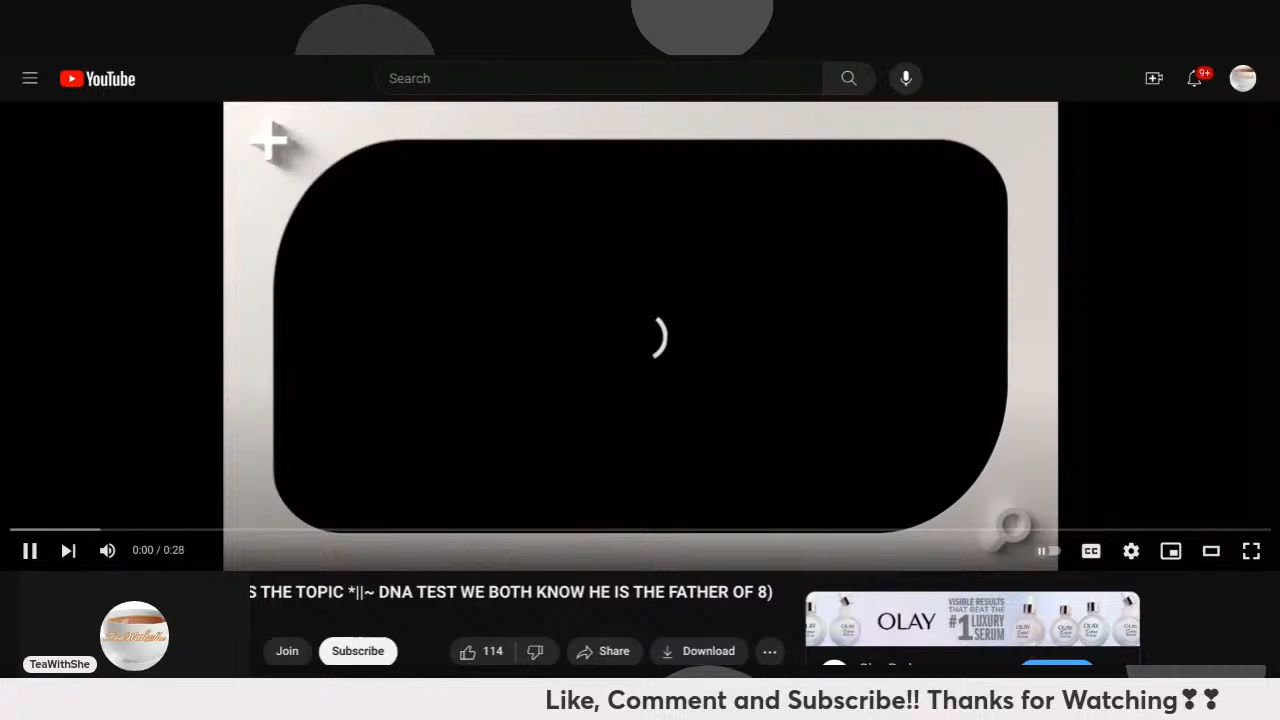 YouTube
Search
9+
0:00 / 0:28
CC
S THE TOPIC *||~ DNA TEST WE BOTH KNOW HE IS THE FATHER OF 8)
OLAY
VISIBLE RESULTS
THAT BEAT THE
#1 LUXURY
SERUM
TeaWithShe
TeaWithShe
Join
Subscribe
114
Share
Download
Like, Comment and Subscribe!! Thanks for Watching❣❣